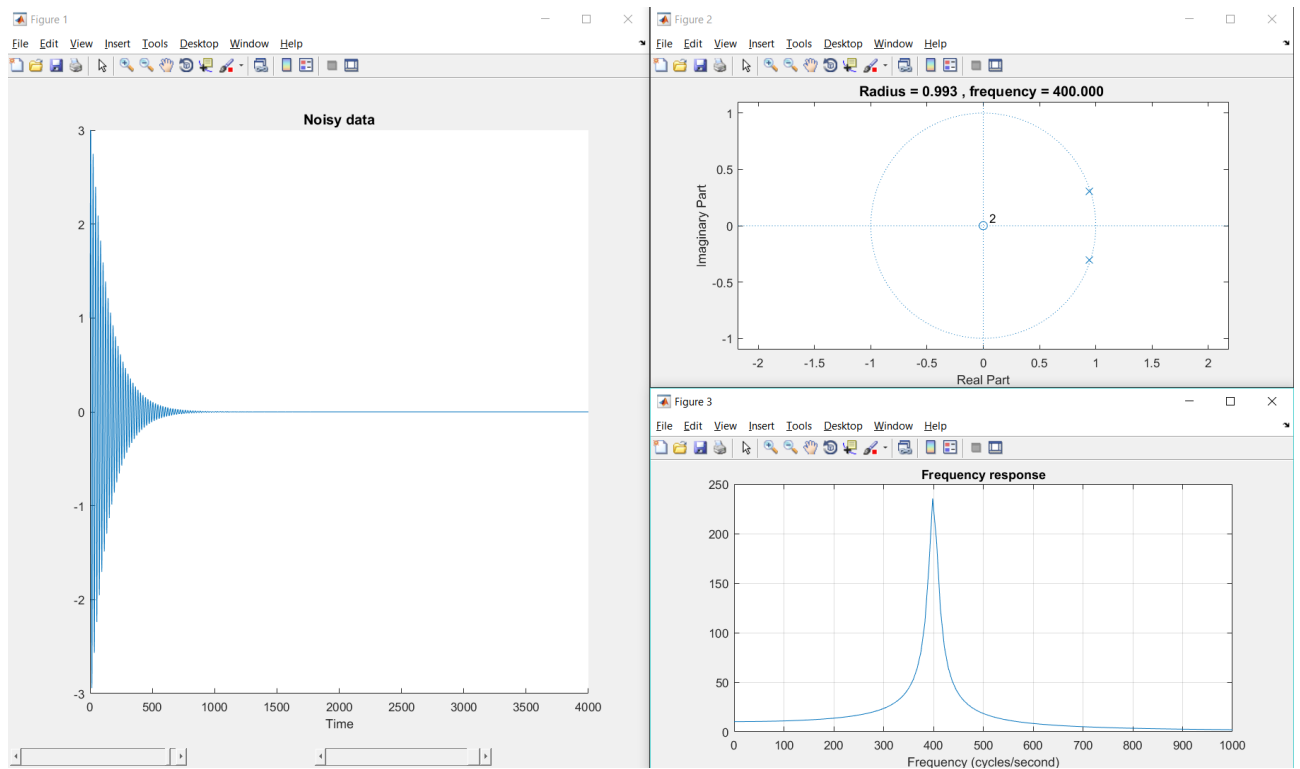 Figure 1
File Edit View Insert Tools Desktop Window Help
Noisy data
3
2
1
0
-1
-2
-3
0 500 1000 1500 2000 2500 3000 3500 4000
Time
Figure 2
File Edit View Insert Tools Desktop Window Help
Radius = 0.993 , frequency = 400.000
Imaginary Part
1
0.5
0
-0.5
-1
2
-2 -1.5 -1 -0.5 0 0.5 1 1.5 2
Real Part
Figure 3
File Edit View Insert Tools Desktop Window Help
Frequency response
250
200
150
100
50
0
0 100 200 300 400 500 600 700 800 900 1000
Frequency (cycles/second)